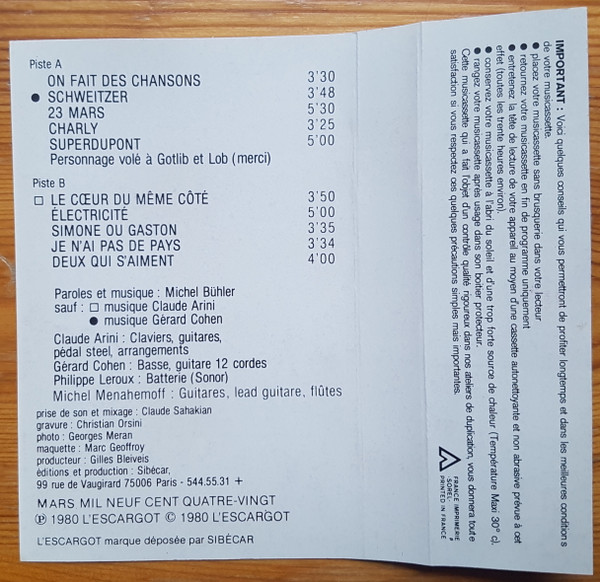 Piste A
ON FAIT DES CHANSONS 3'30
● SCHWEITZER 3'48
23 MARS 5'30
CHARLY 3'25
SUPERDUPONT 5'00
Personnage volé à Gotlib et Lob (merci)
Piste B
□ LE CŒUR DU MÊME CÔTÉ 3'50
ÉLECTRICITÉ 5'00
SIMONE OU GASTON 3'35
JE N'AI PAS DE PAYS 3'34
DEUX QUI S'AIMENT 4'00
Paroles et musique : Michel Bühler
sauf : □ musique Claude Arini
● musique Gérard Cohen
Claude Arini : Claviers, guitares,
pédal steel, arrangements
Gérard Cohen : Basse, guitare 12 cordes
Philippe Leroux : Batterie (Sonor)
Michel Menahemoff : Guitares, lead guitare, flûtes
prise de son et mixage : Claude Sahakian
gravure : Christian Orsini
photo : Georges Meran
maquette : Marc Geoffroy
producteur : Gilles Bleiveis
éditions et production : Sibécar,
99 rue de Vaugirard 75006 Paris - 544.55.31 +
MARS MIL NEUF CENT QUATRE-VINGT
℗ 1980 L'ESCARGOT © 1980 L'ESCARGOT
L'ESCARGOT marque déposée par SIBÉCAR
IMPORTANT : Voici quelques conseils qui vous permettront de profiter longtemps et dans les meilleures conditions
de votre musicassette.
● placez votre musicassette sans brusquerie dans votre lecteur
● retournez votre musicassette en fin de programme uniquement
● entretenez la tête de lecture de votre appareil au moyen d'une cassette autonettoyante et non abrasive prévue à cet
effet (toutes les trente heures environ).
● conservez votre musicassette à l'abri du soleil et d'une trop forte source de chaleur (Température Maxi 30° c).
● rangez votre musicassette après usage dans son boîtier protecteur.
Cette musicassette qui a fait l'objet d'un contrôle qualité rigoureux dans nos ateliers de duplication, vous donnera toute
satisfaction si vous respectez ces quelques précautions simples mais importantes.
FRANCE IMPRIMERIE
-SOREL-
PRINTED IN FRANCE